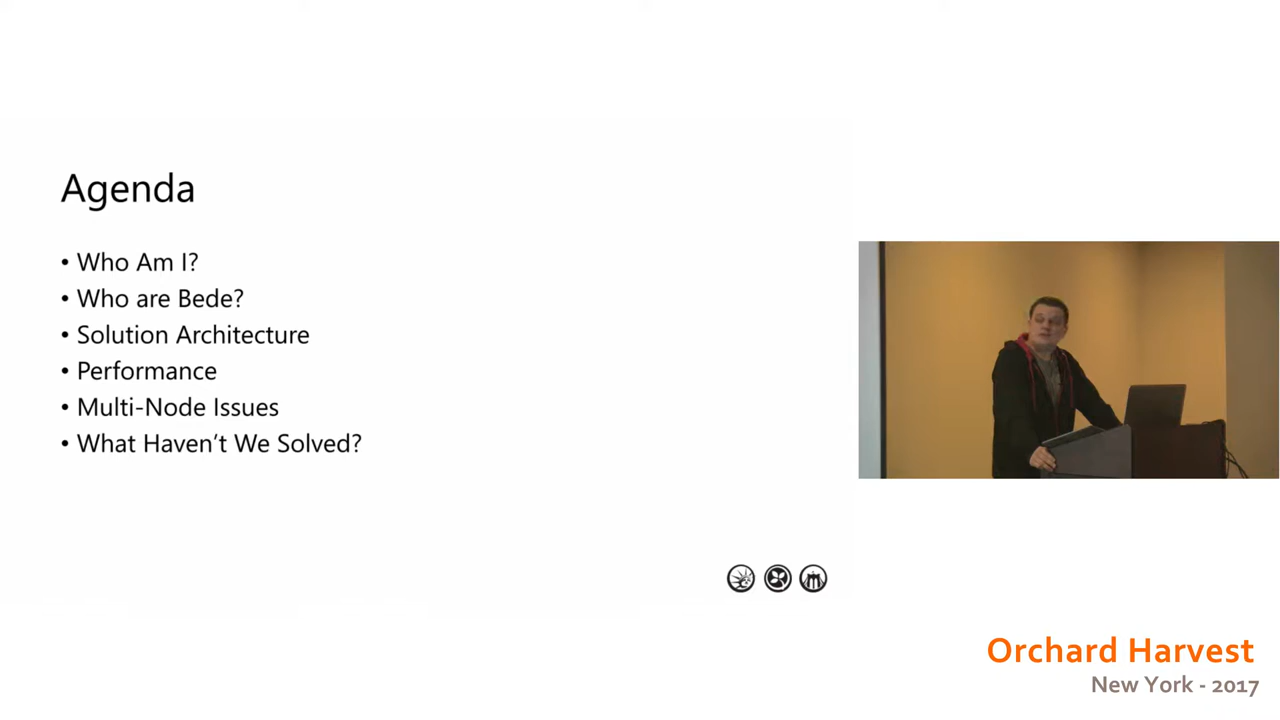 Agenda
• Who Am I?
• Who are Bede?
• Solution Architecture
• Performance
• Multi-Node Issues
• What Haven't We Solved?
Orchard Harvest
New York - 2017